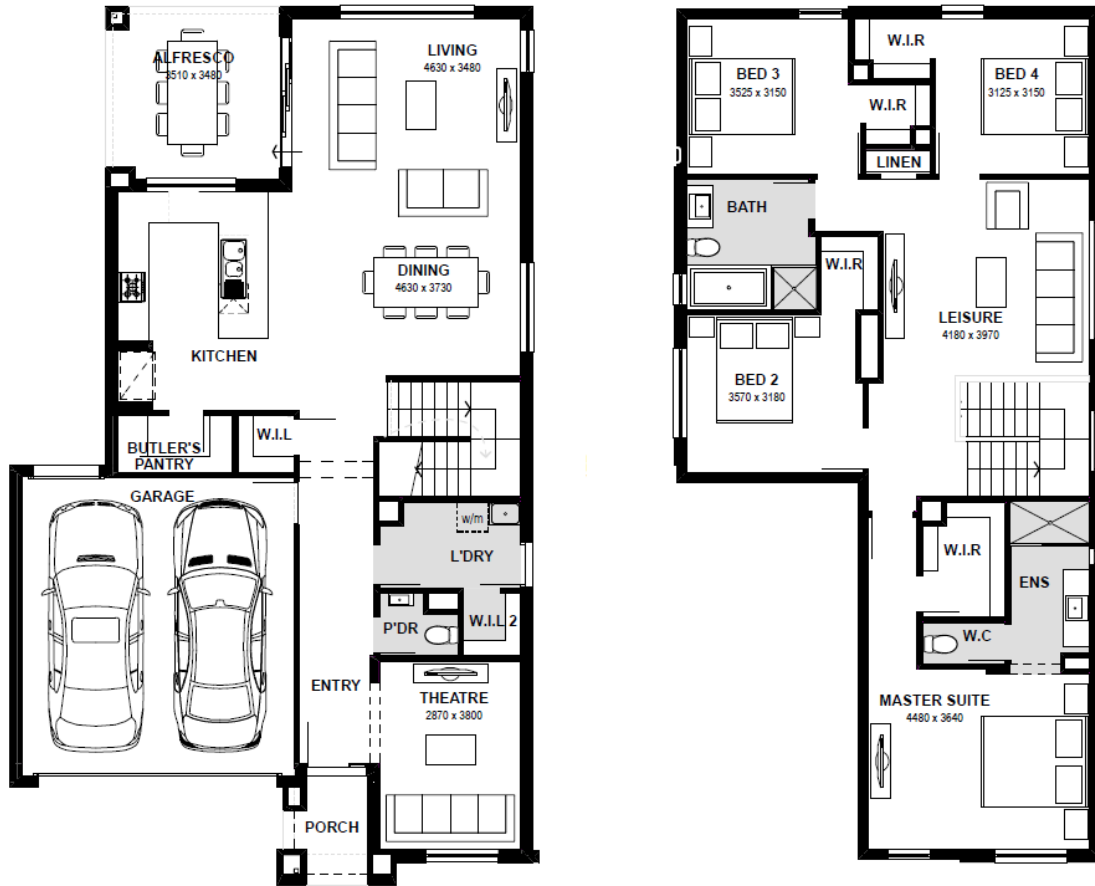 ALFRESCO
3510 x 3480
LIVING
4630 x 3480
DINING
4630 x 3730
KITCHEN
BUTLER'S
PANTRY
W.I.L
GARAGE
w/m
L'DRY
P'DR
W.I.L 2
ENTRY
THEATRE
2870 x 3800
PORCH
BED 3
3525 x 3150
W.I.R
W.I.R
BED 4
3125 x 3150
LINEN
BATH
W.I.R
LEISURE
4180 x 3970
BED 2
3570 x 3180
W.I.R
ENS
W.C
MASTER SUITE
4480 x 3640